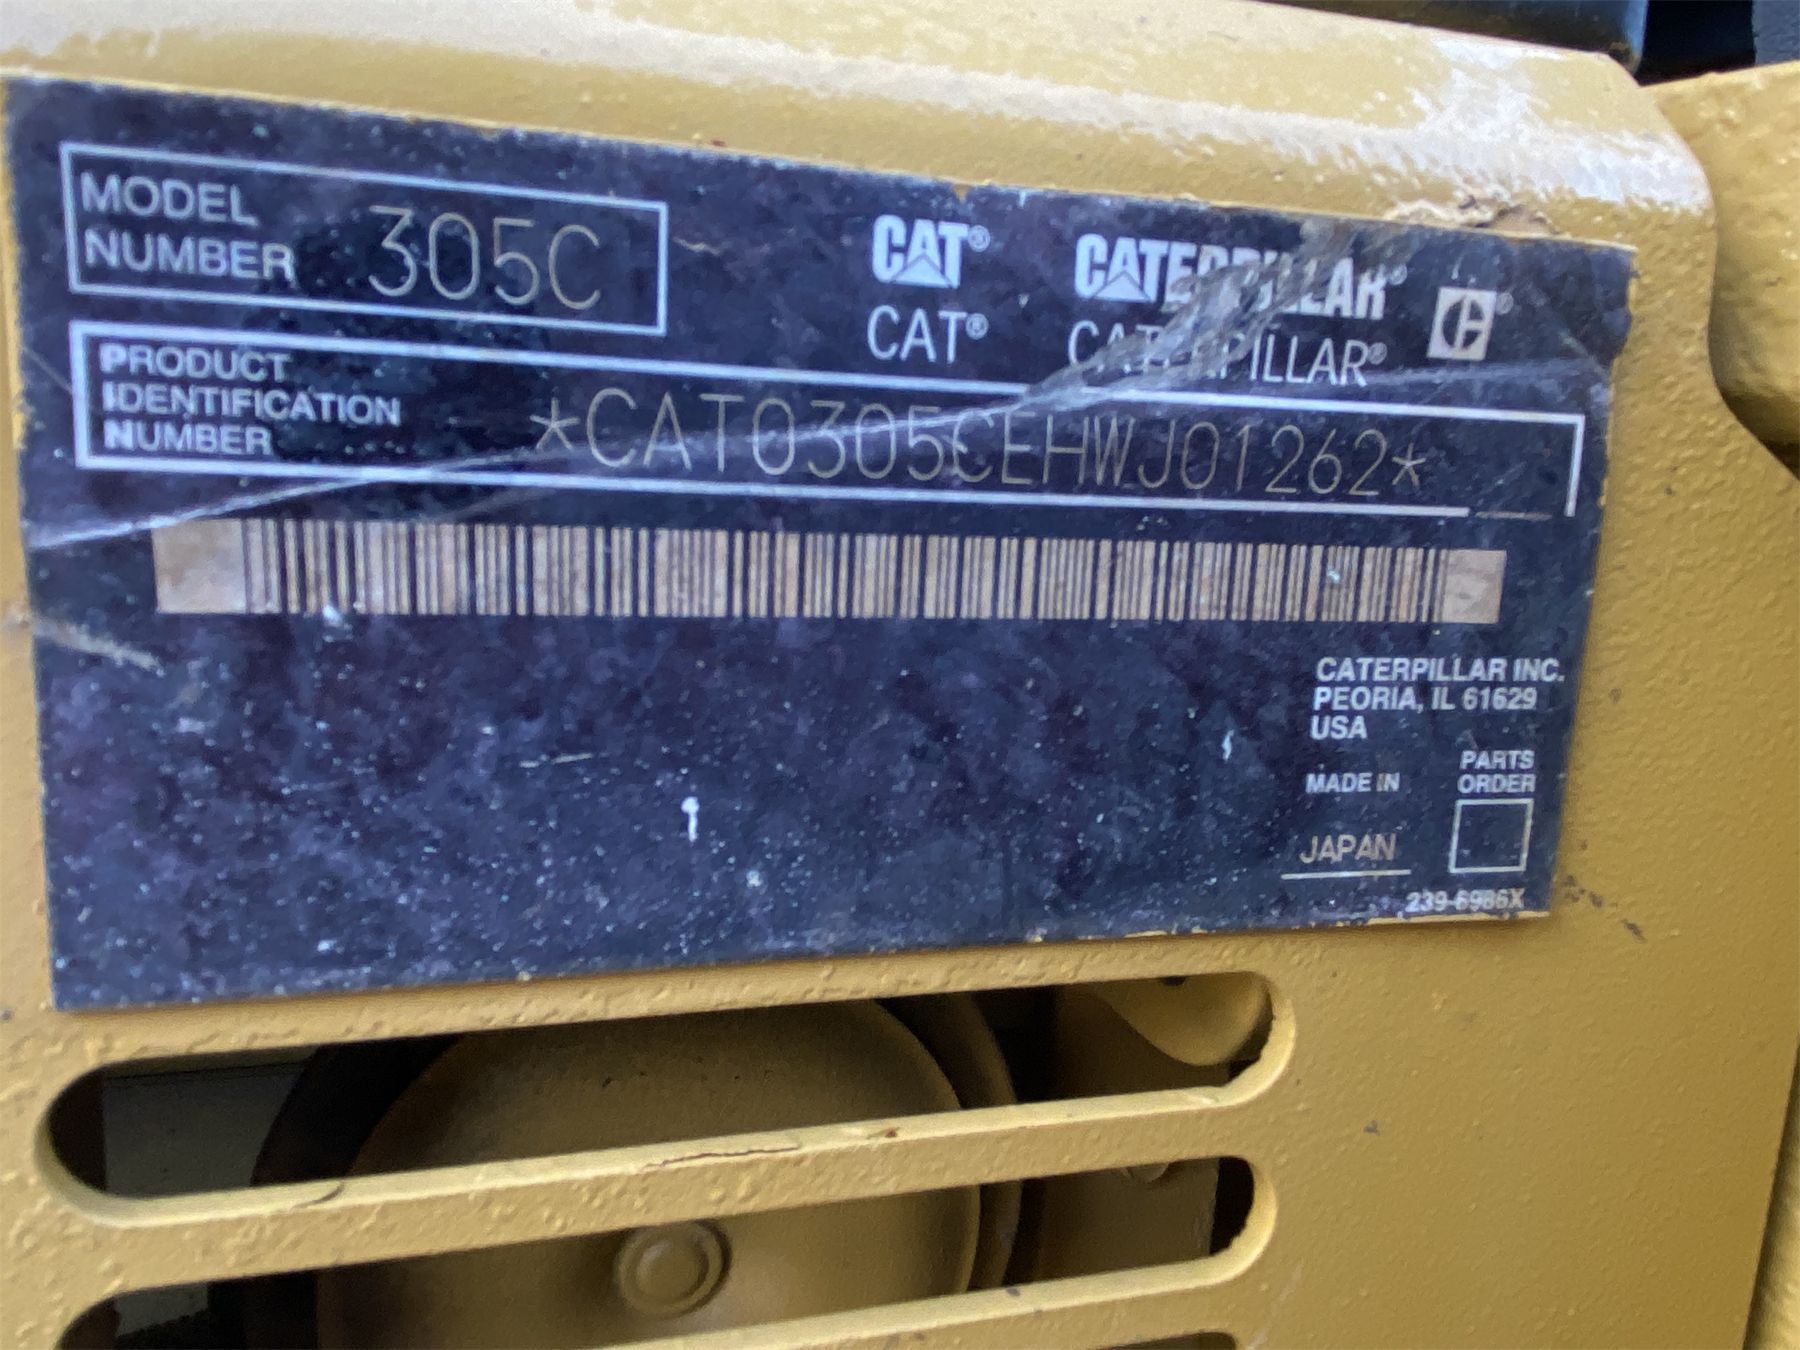 MODEL
NUMBER 305C
CAT® CATERPILLAR® C®
CAT® CATERPILLAR®
PRODUCT
IDENTIFICATION
NUMBER
*CAT0305CEHWJ01262*
CATERPILLAR INC.
PEORIA, IL 61629
USA
MADE IN
JAPAN
PARTS
ORDER
239-6986X